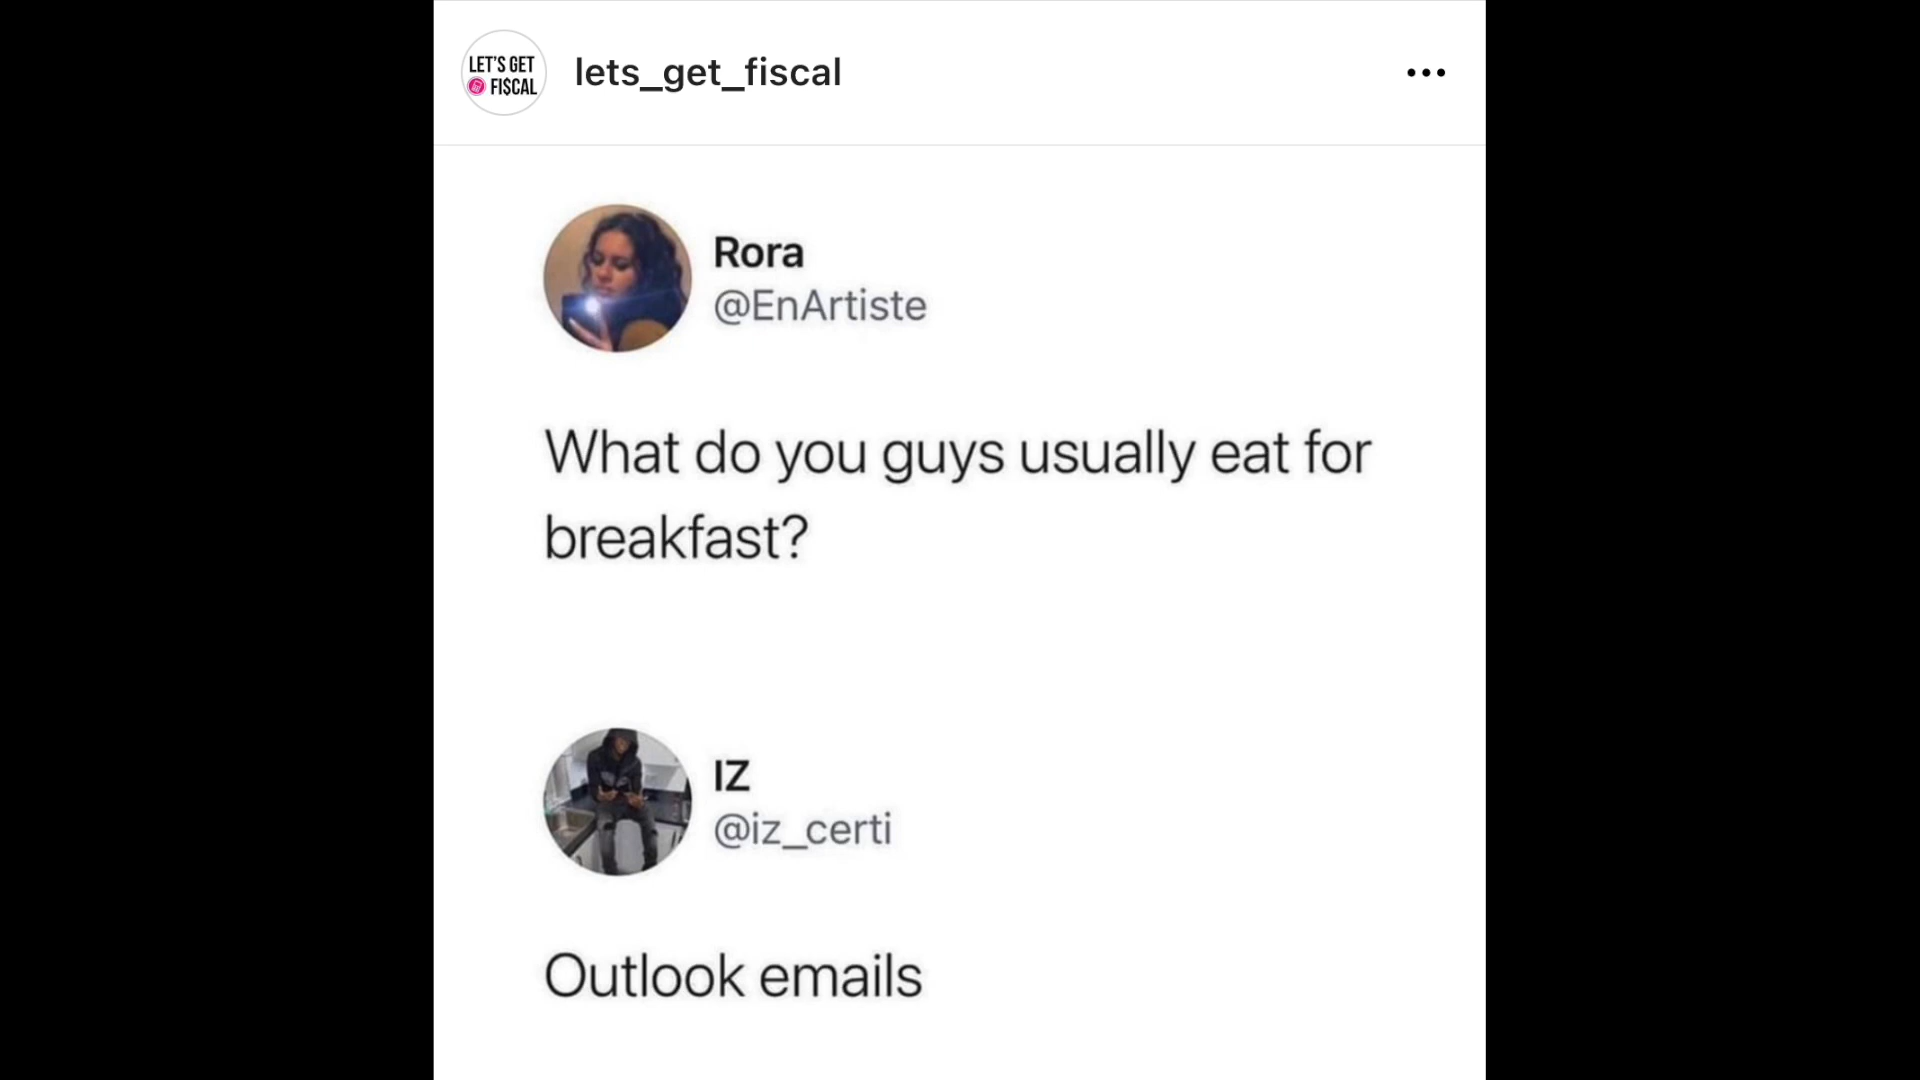 LET'S GET
FI$CAL
lets_get_fiscal
Rora
@EnArtiste
What do you guys usually eat for
breakfast?
IZ
@iz_certi
Outlook emails